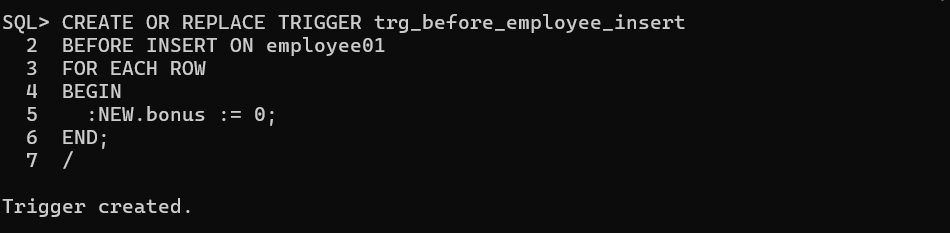 SQL> CREATE OR REPLACE TRIGGER trg_before_employee_insert
  2  BEFORE INSERT ON employee01
  3  FOR EACH ROW
  4  BEGIN
  5    :NEW.bonus := 0;
  6  END;
  7  /

Trigger created.